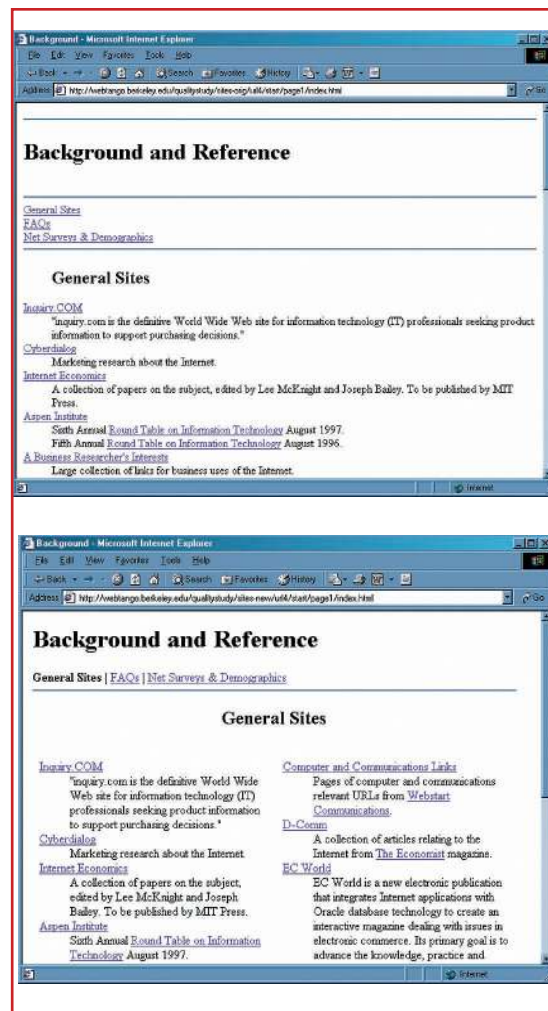 Background - Microsoft Internet Explorer
File Edit View Favorites Tools Help
Back Search Favorites History
Address http://webtango.berkeley.edu/qualitystudy/sites-orig/url4/start/page1/index.html Go
Background and Reference
General Sites
FAQs
Net Surveys & Demographics
General Sites
Inquiry.COM
"inquiry.com is the definitive World Wide Web site for information technology (IT) professionals seeking product
information to support purchasing decisions."
Cyberdialog
Marketing research about the Internet.
Internet Economics
A collection of papers on the subject, edited by Lee McKnight and Joseph Bailey. To be published by MIT
Press.
Aspen Institute
Sixth Annual Round Table on Information Technology August 1997.
Fifth Annual Round Table on Information Technology August 1996.
A Business Researcher's Interests
Large collection of links for business uses of the Internet.
Internet
Background - Microsoft Internet Explorer
File Edit View Favorites Tools Help
Back Search Favorites History
Address http://webtango.berkeley.edu/qualitystudy/sites-new/url4/start/page1/index.html Go
Background and Reference
General Sites | FAQs | Net Surveys & Demographics
General Sites
Inquiry.COM
"inquiry.com is the definitive World Wide
Web site for information technology (IT)
professionals seeking product information
to support purchasing decisions."
Cyberdialog
Marketing research about the Internet.
Internet Economics
A collection of papers on the subject,
edited by Lee McKnight and Joseph
Bailey. To be published by MIT Press.
Aspen Institute
Sixth Annual Round Table on Information
Technology August 1997.
Computer and Communications Links
Pages of computer and communications
relevant URLs from Webstart
Communications.
D-Comm
A collection of articles relating to the
Internet from The Economist magazine.
EC World
EC World is a new electronic publication
that integrates Internet applications with
Oracle database technology to create an
interactive magazine dealing with issues in
electronic commerce. Its primary goal is to
advance the knowledge, practice and
Internet